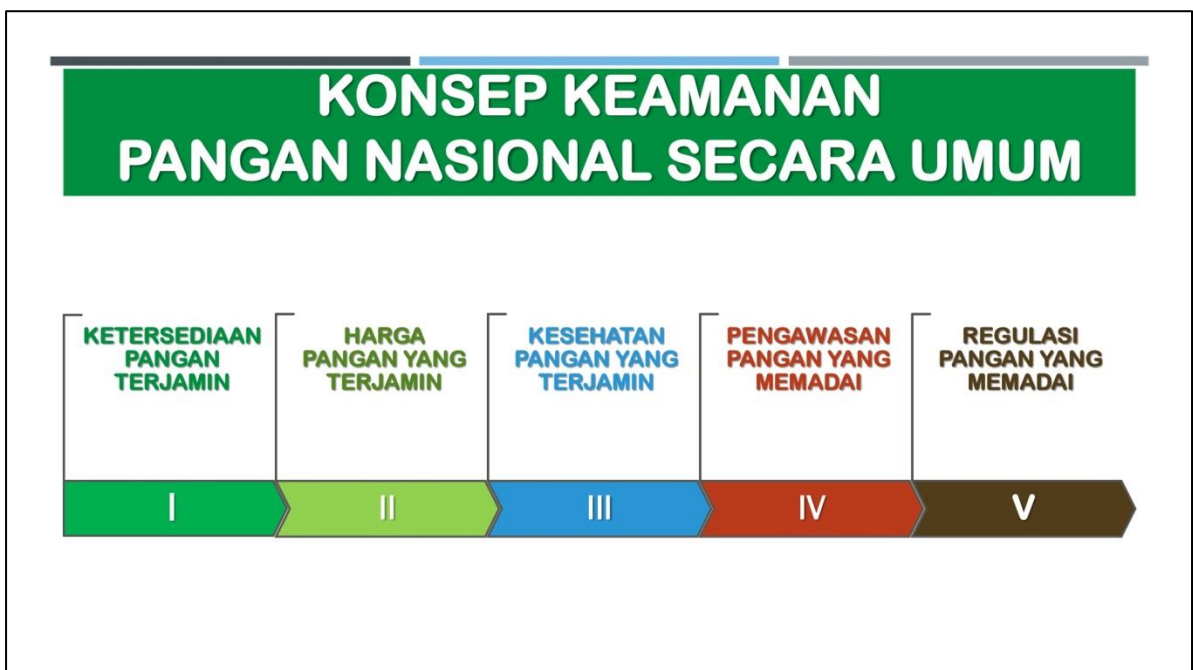 KONSEP KEAMANAN
PANGAN NASIONAL SECARA UMUM
KETERSEDIAAN
PANGAN
TERJAMIN
HARGA
PANGAN YANG
TERJAMIN
KESEHATAN
PANGAN YANG
TERJAMIN
PENGAWASAN
PANGAN YANG
MEMADAI
REGULASI
PANGAN YANG
MEMADAI
I
II
III
IV
V